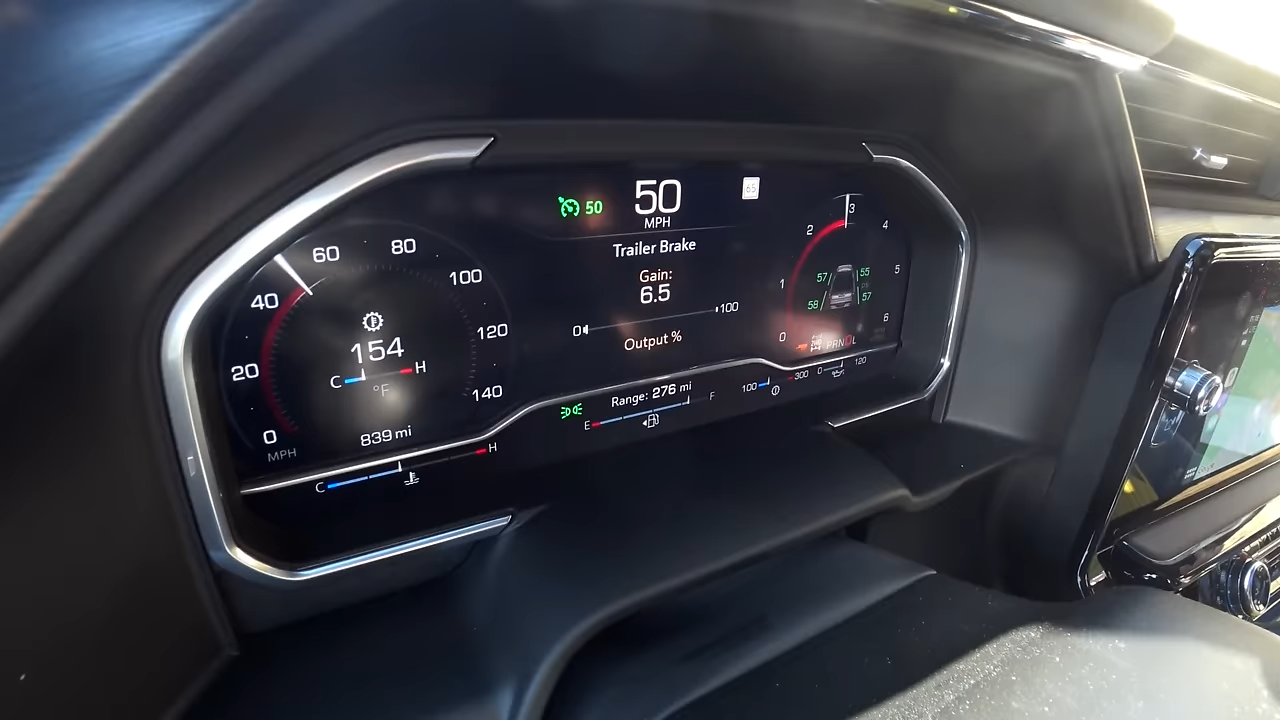 50
50
MPH
65
Trailer Brake
Gain:
6.5
0
100
Output %
0
20
40
60
80
100
120
140
MPH
154
C
H
°F
839 mi
C
H
Range: 276 mi
E
F
0
1
2
3
4
5
6
57
55
58
57
PRNDL
100
300
0
120